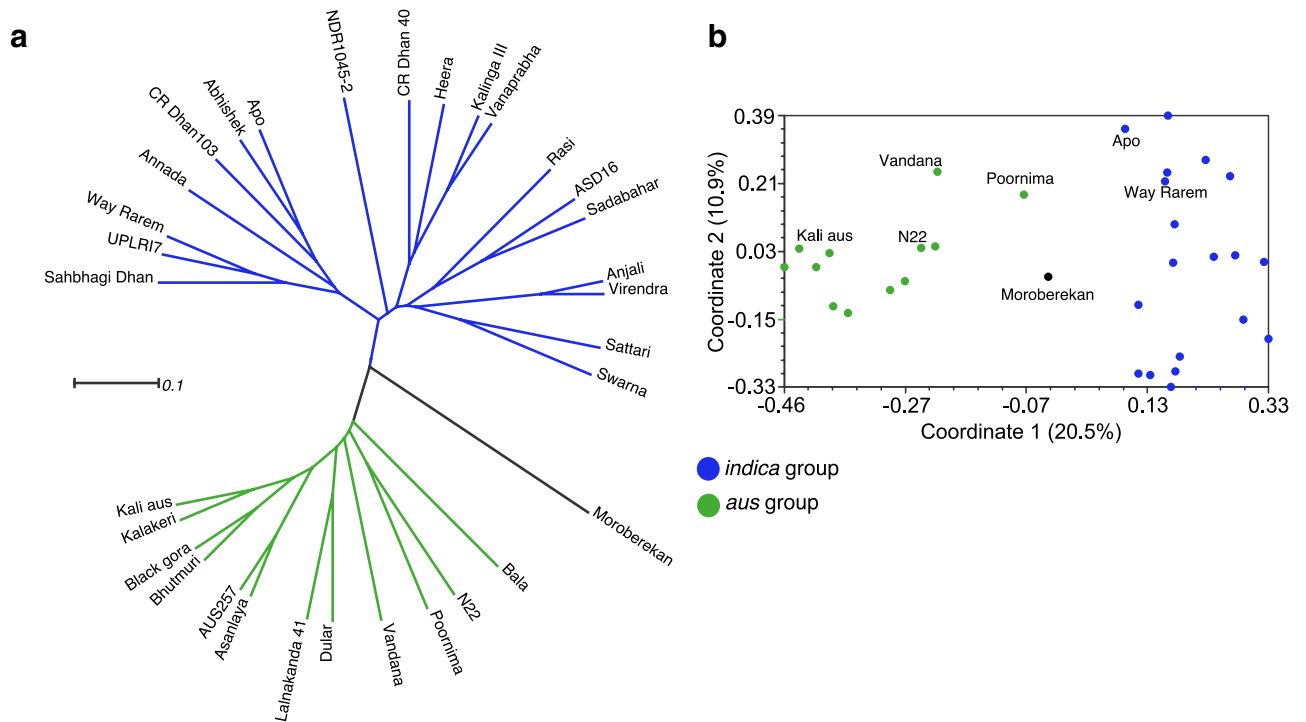 a
NDR1045-2
CR Dhan 40
Heera
Kalinga III
Vanaprabha
Apo
Abhishek
CR Dhan103
Annada
Way Rarem
UPLRI7
Sahbhagi Dhan
Rasi
ASD16
Sadabahar
Anjali
Virendra
Sattari
Swarna
0.1
Moroberekan
Bala
N22
Poornima
Vandana
Dular
Lalnakanda 41
Asanlaya
AUS257
Bhutmuri
Black gora
Kalakeri
Kali aus
b
Coordinate 2 (10.9%)
0.39
0.21
0.03
-0.15
-0.33
Apo
Vandana
Poornima
Way Rarem
Kali aus
N22
Moroberekan
-0.46
-0.27
-0.07
0.13
0.33
Coordinate 1 (20.5%)
indica group
aus group